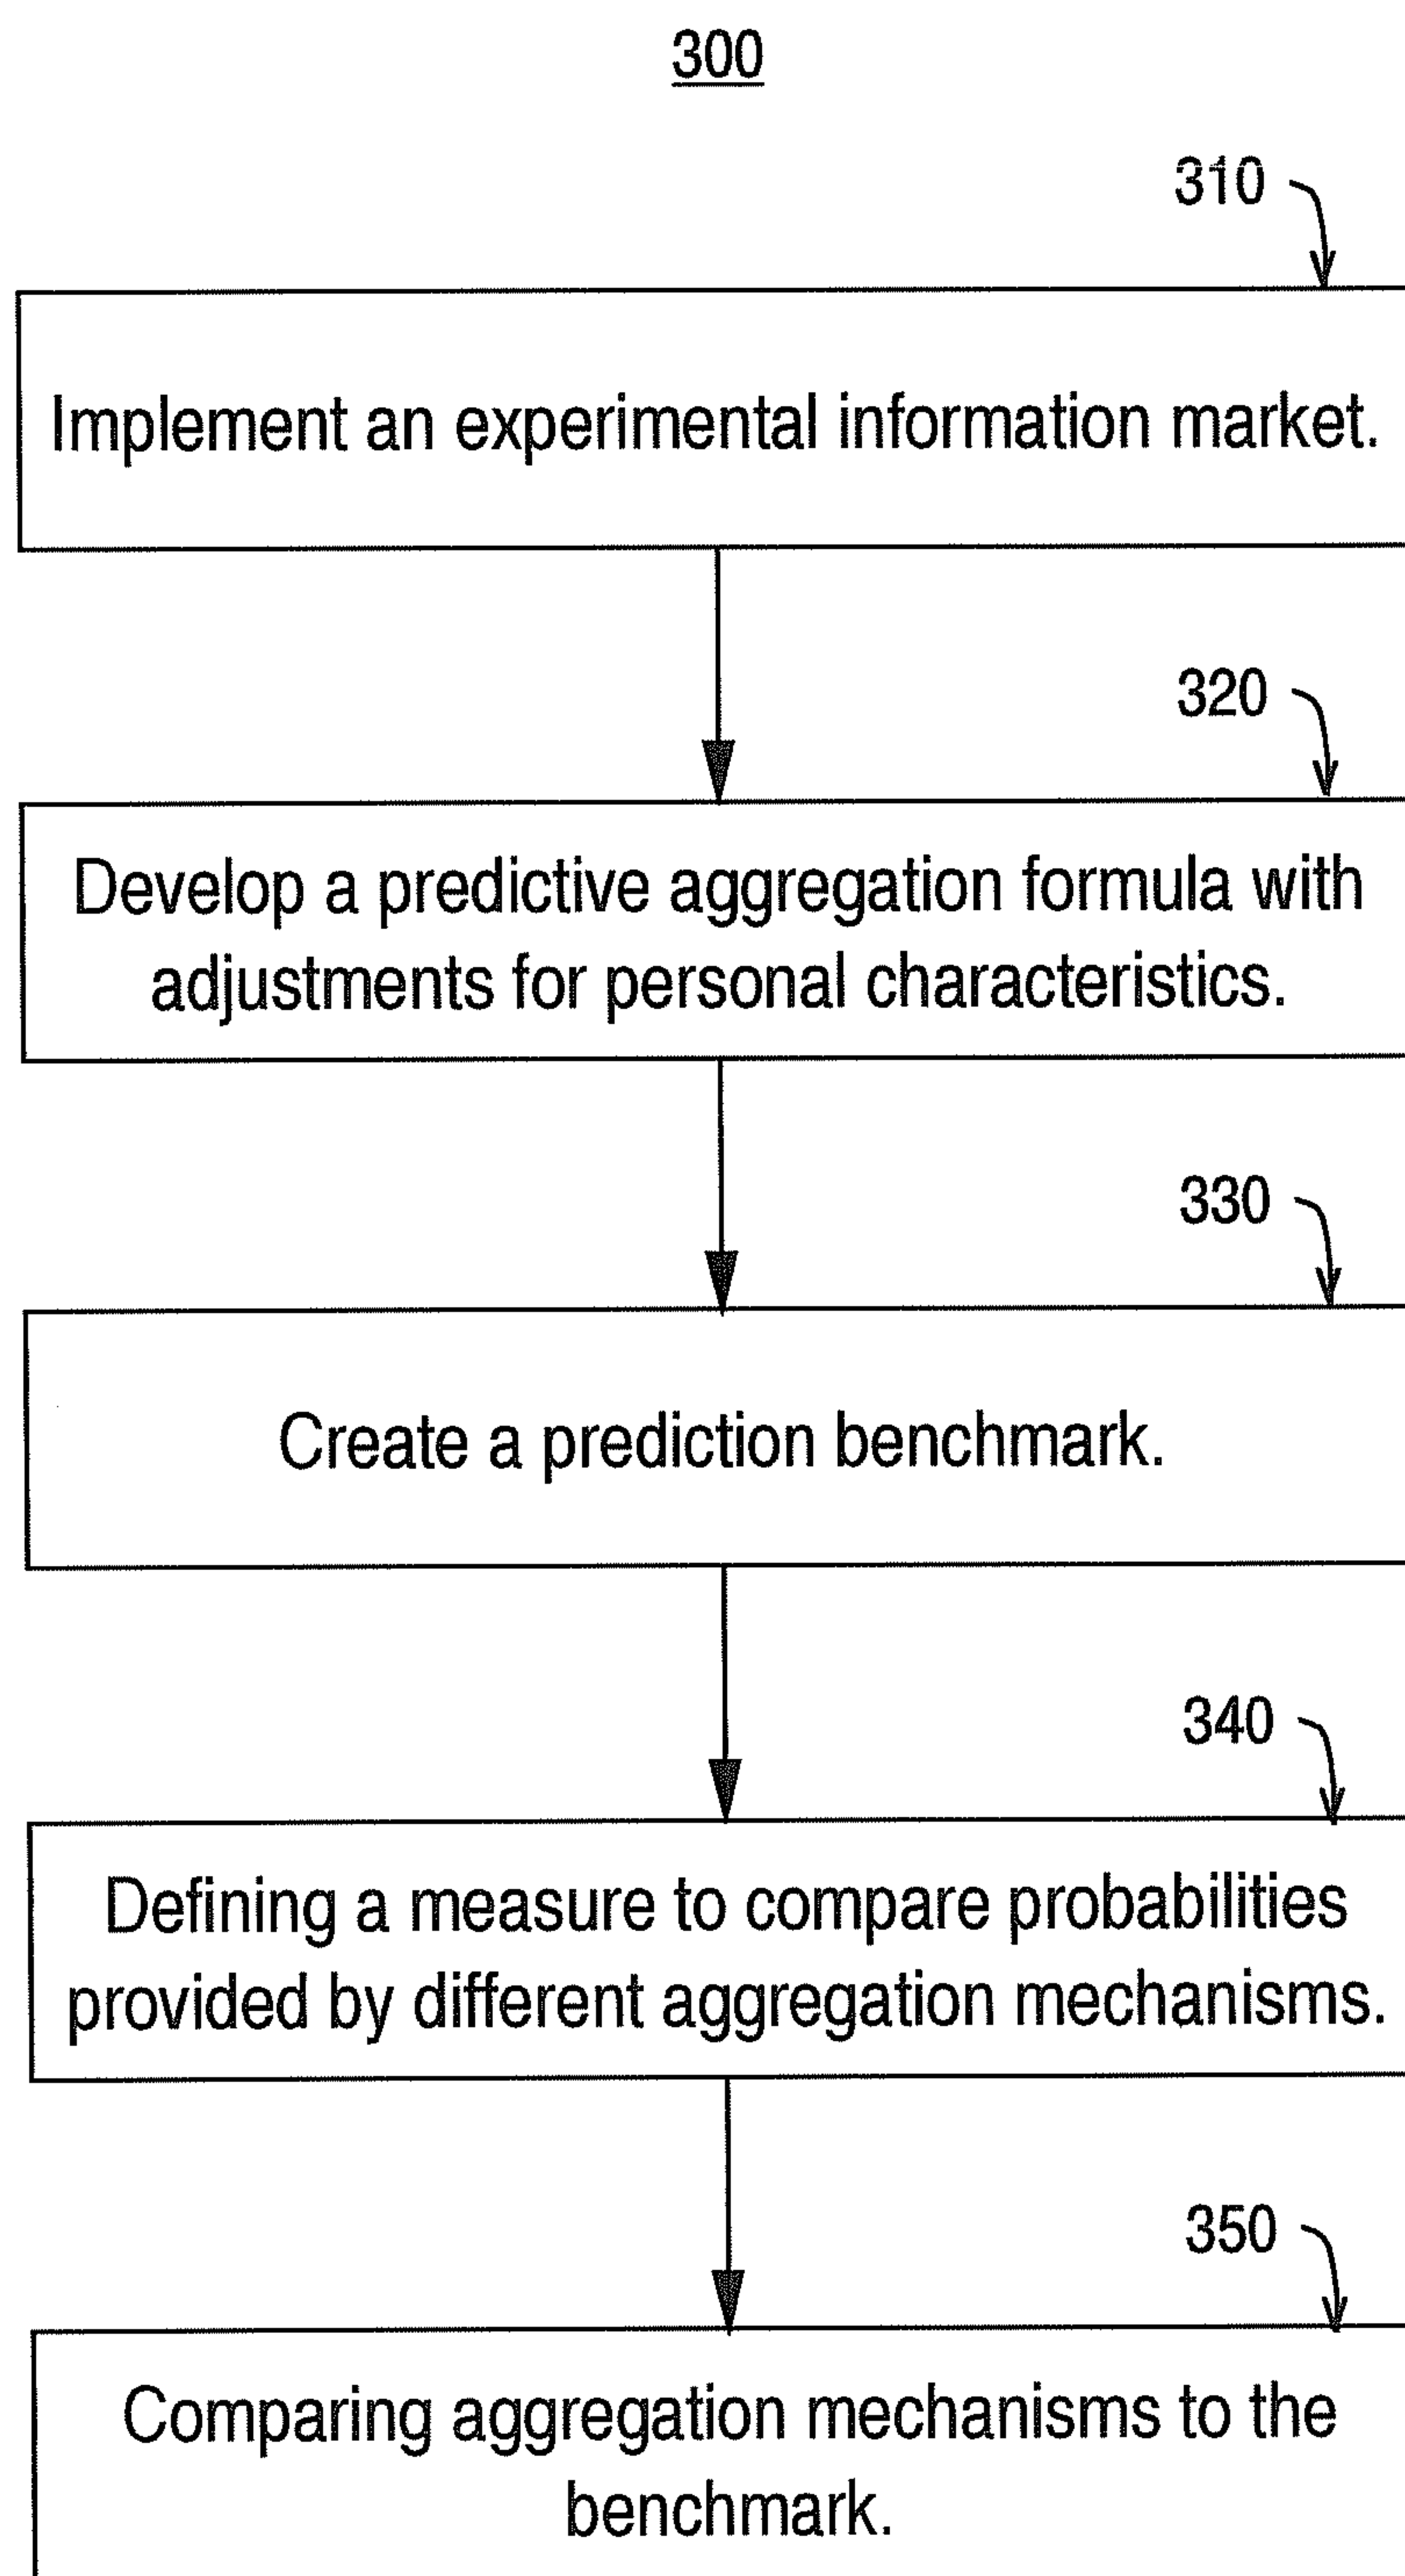 300
310
Implement an experimental information market.
320
Develop a predictive aggregation formula with
adjustments for personal characteristics.
330
Create a prediction benchmark.
340
Defining a measure to compare probabilities
provided by different aggregation mechanisms.
350
Comparing aggregation mechanisms to the
benchmark.